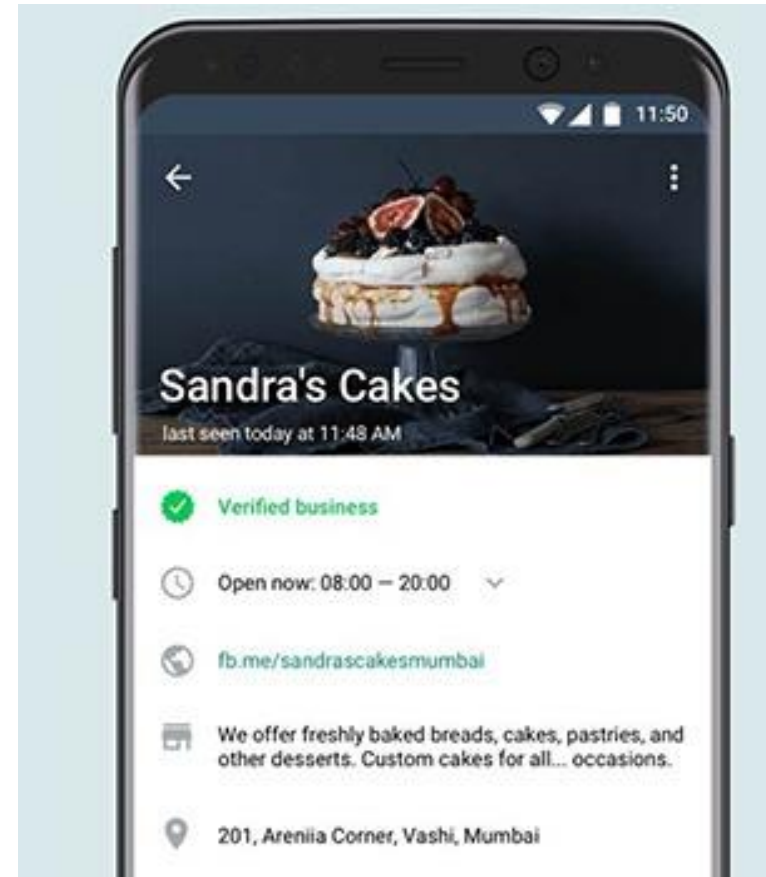 11:50
Sandra's Cakes
last seen today at 11:48 AM
Verified business
Open now: 08:00 — 20:00
fb.me/sandrascakesmumbai
We offer freshly baked breads, cakes, pastries, and
other desserts. Custom cakes for all... occasions.
201, Areniia Corner, Vashi, Mumbai